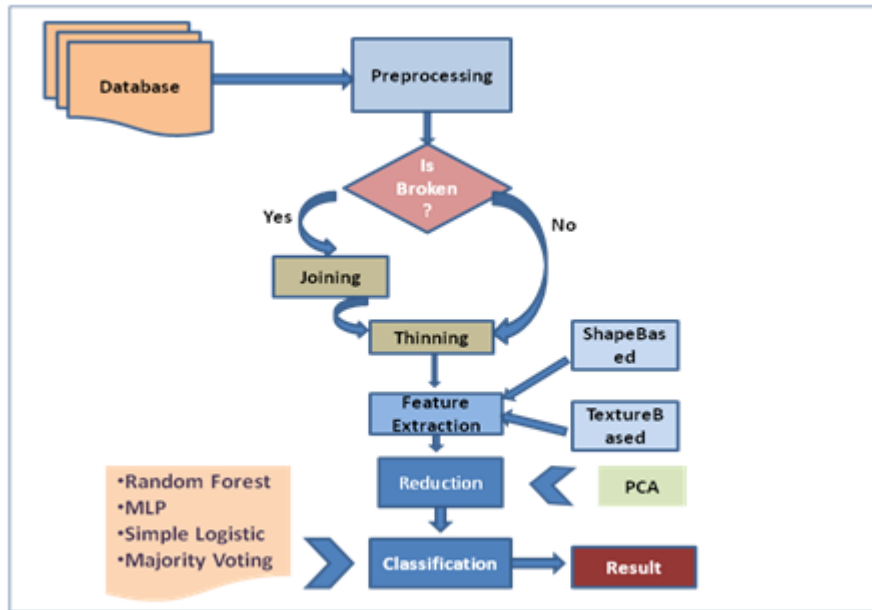 Database
Preprocessing
Is
Broken
?
Yes
No
Joining
Thinning
ShapeBas
ed
Feature
Extraction
TextureB
ased
•Random Forest
•MLP
•Simple Logistic
•Majority Voting
Reduction
PCA
Classification
Result